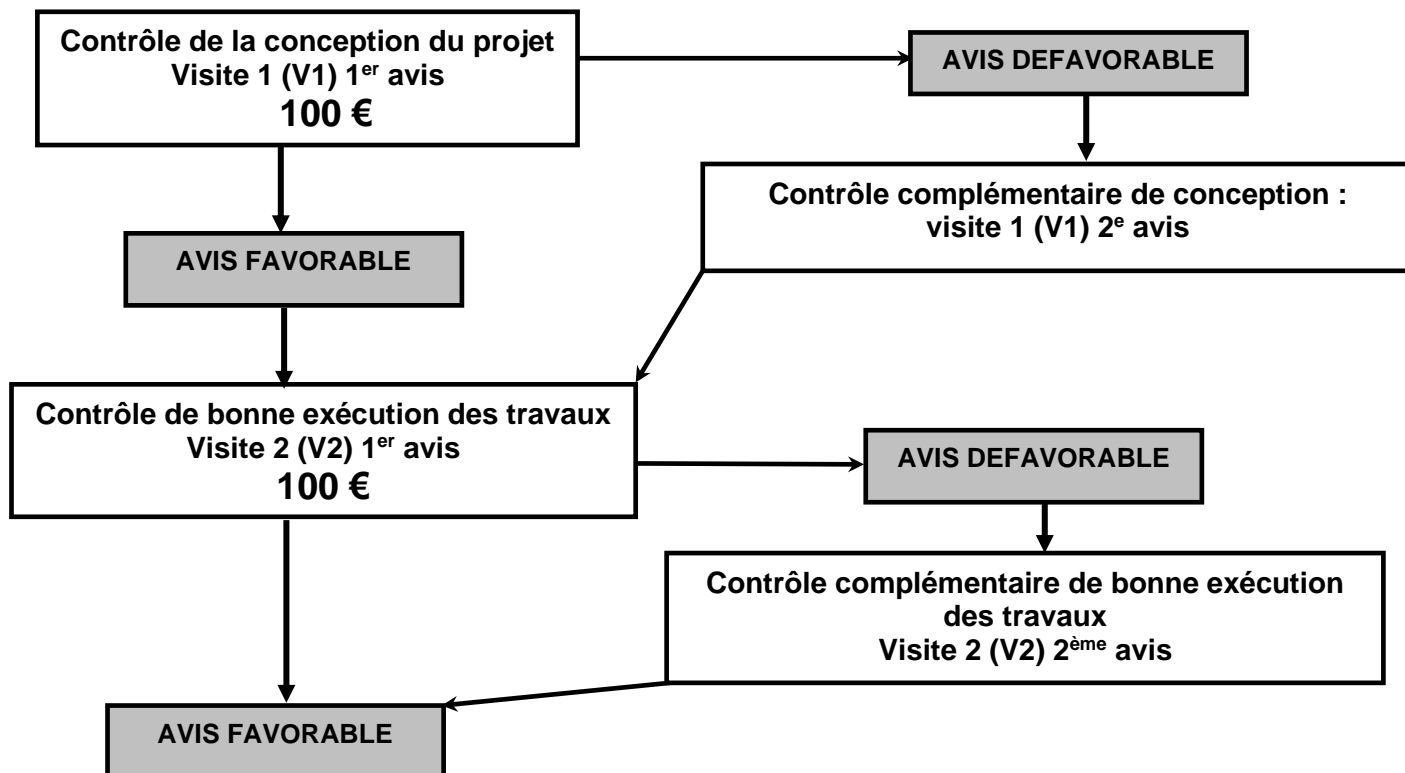 Contrôle de la conception du projet
Visite 1 (V1) 1er avis
100 €
AVIS DEFAVORABLE
Contrôle complémentaire de conception :
visite 1 (V1) 2e avis
AVIS FAVORABLE
Contrôle de bonne exécution des travaux
Visite 2 (V2) 1er avis
100 €
AVIS DEFAVORABLE
Contrôle complémentaire de bonne exécution
des travaux
Visite 2 (V2) 2ème avis
AVIS FAVORABLE